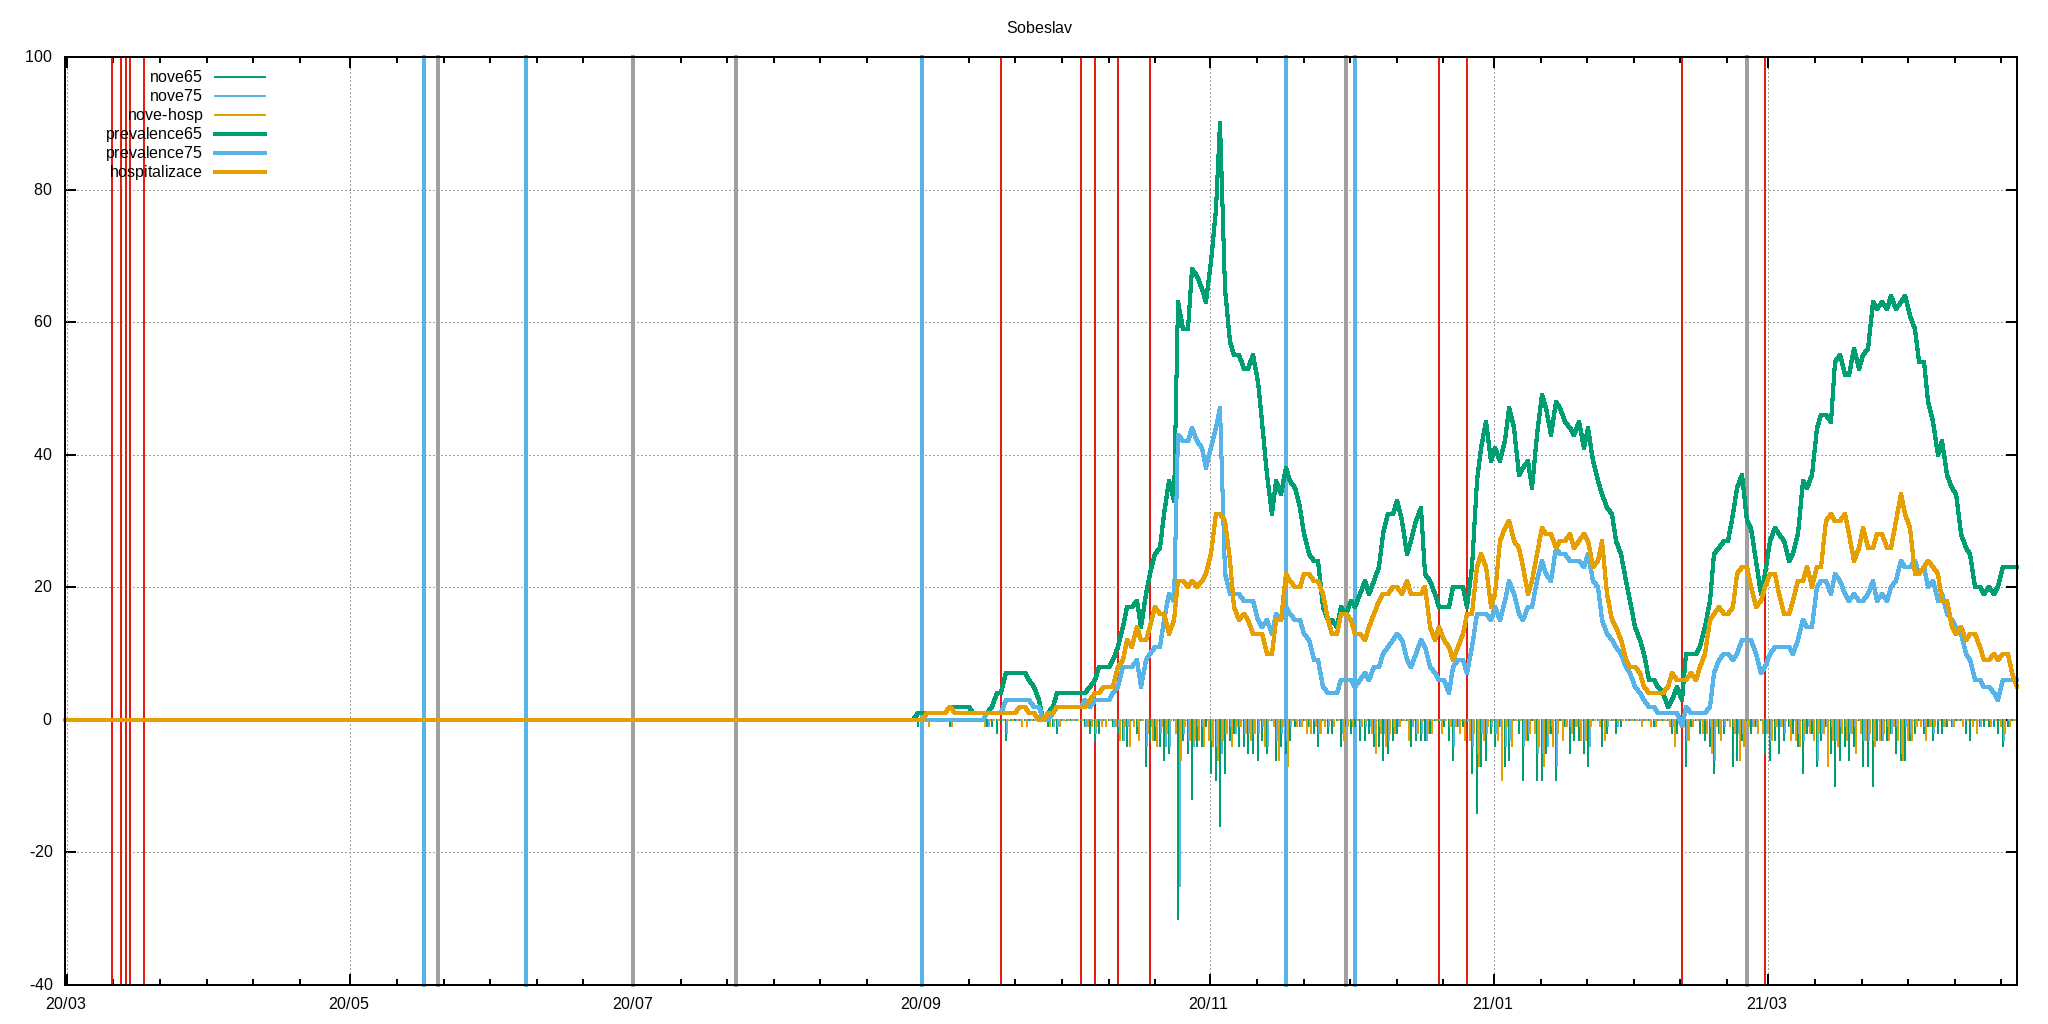 Sobeslav
100
80
60
40
20
0
-20
-40
nove65
nove75
nove-hosp
prevalence65
prevalence75
hospitalizace
20/03 20/05 20/07 20/09 20/11 21/01 21/03